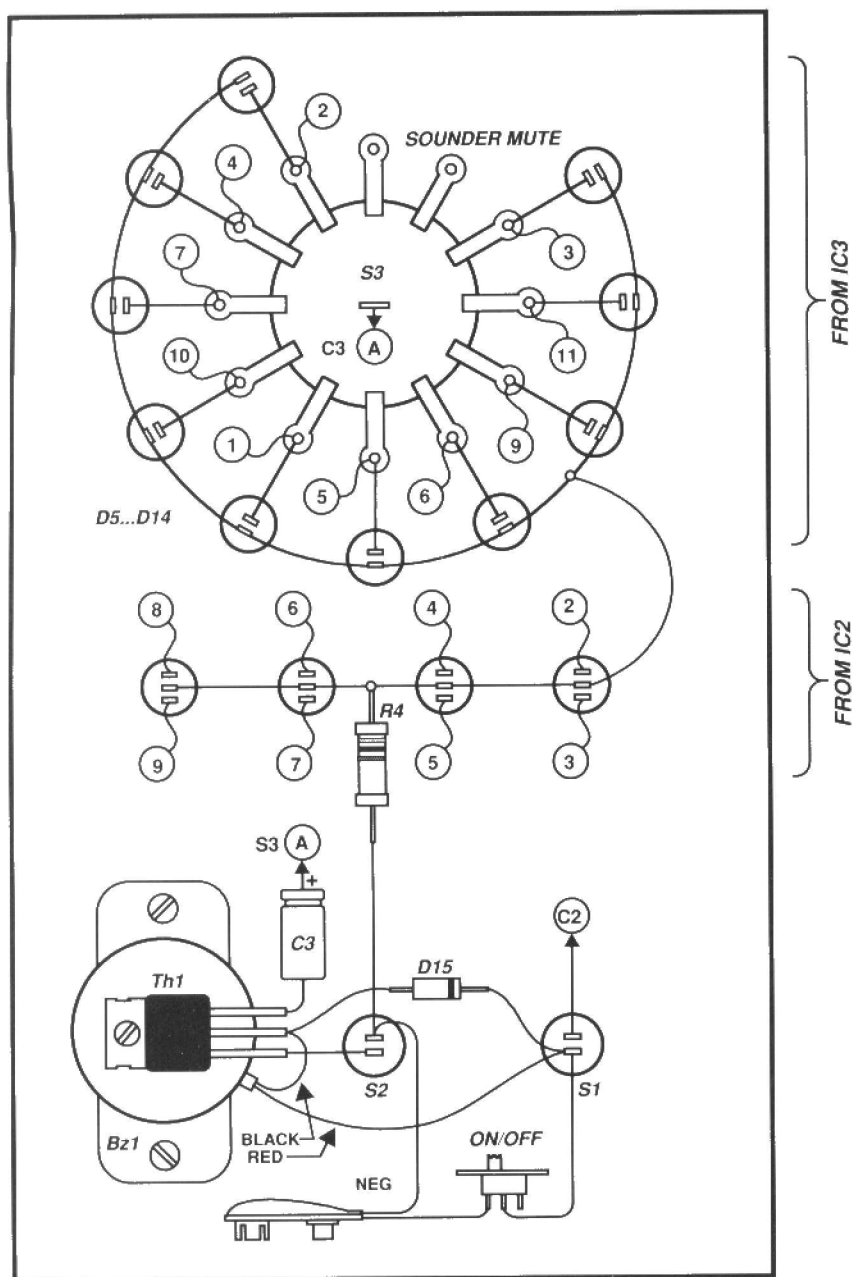 2
SOUNDER MUTE
4
3
7
S3
C3 A
11
10
9
1
5
6
D5...D14
FROM IC3
8
6
4
2
R4
9
7
5
3
FROM IC2
S3 A
+
C3
C2
Th1
D15
S2
S1
Bz1
BLACK
RED
ON/OFF
NEG